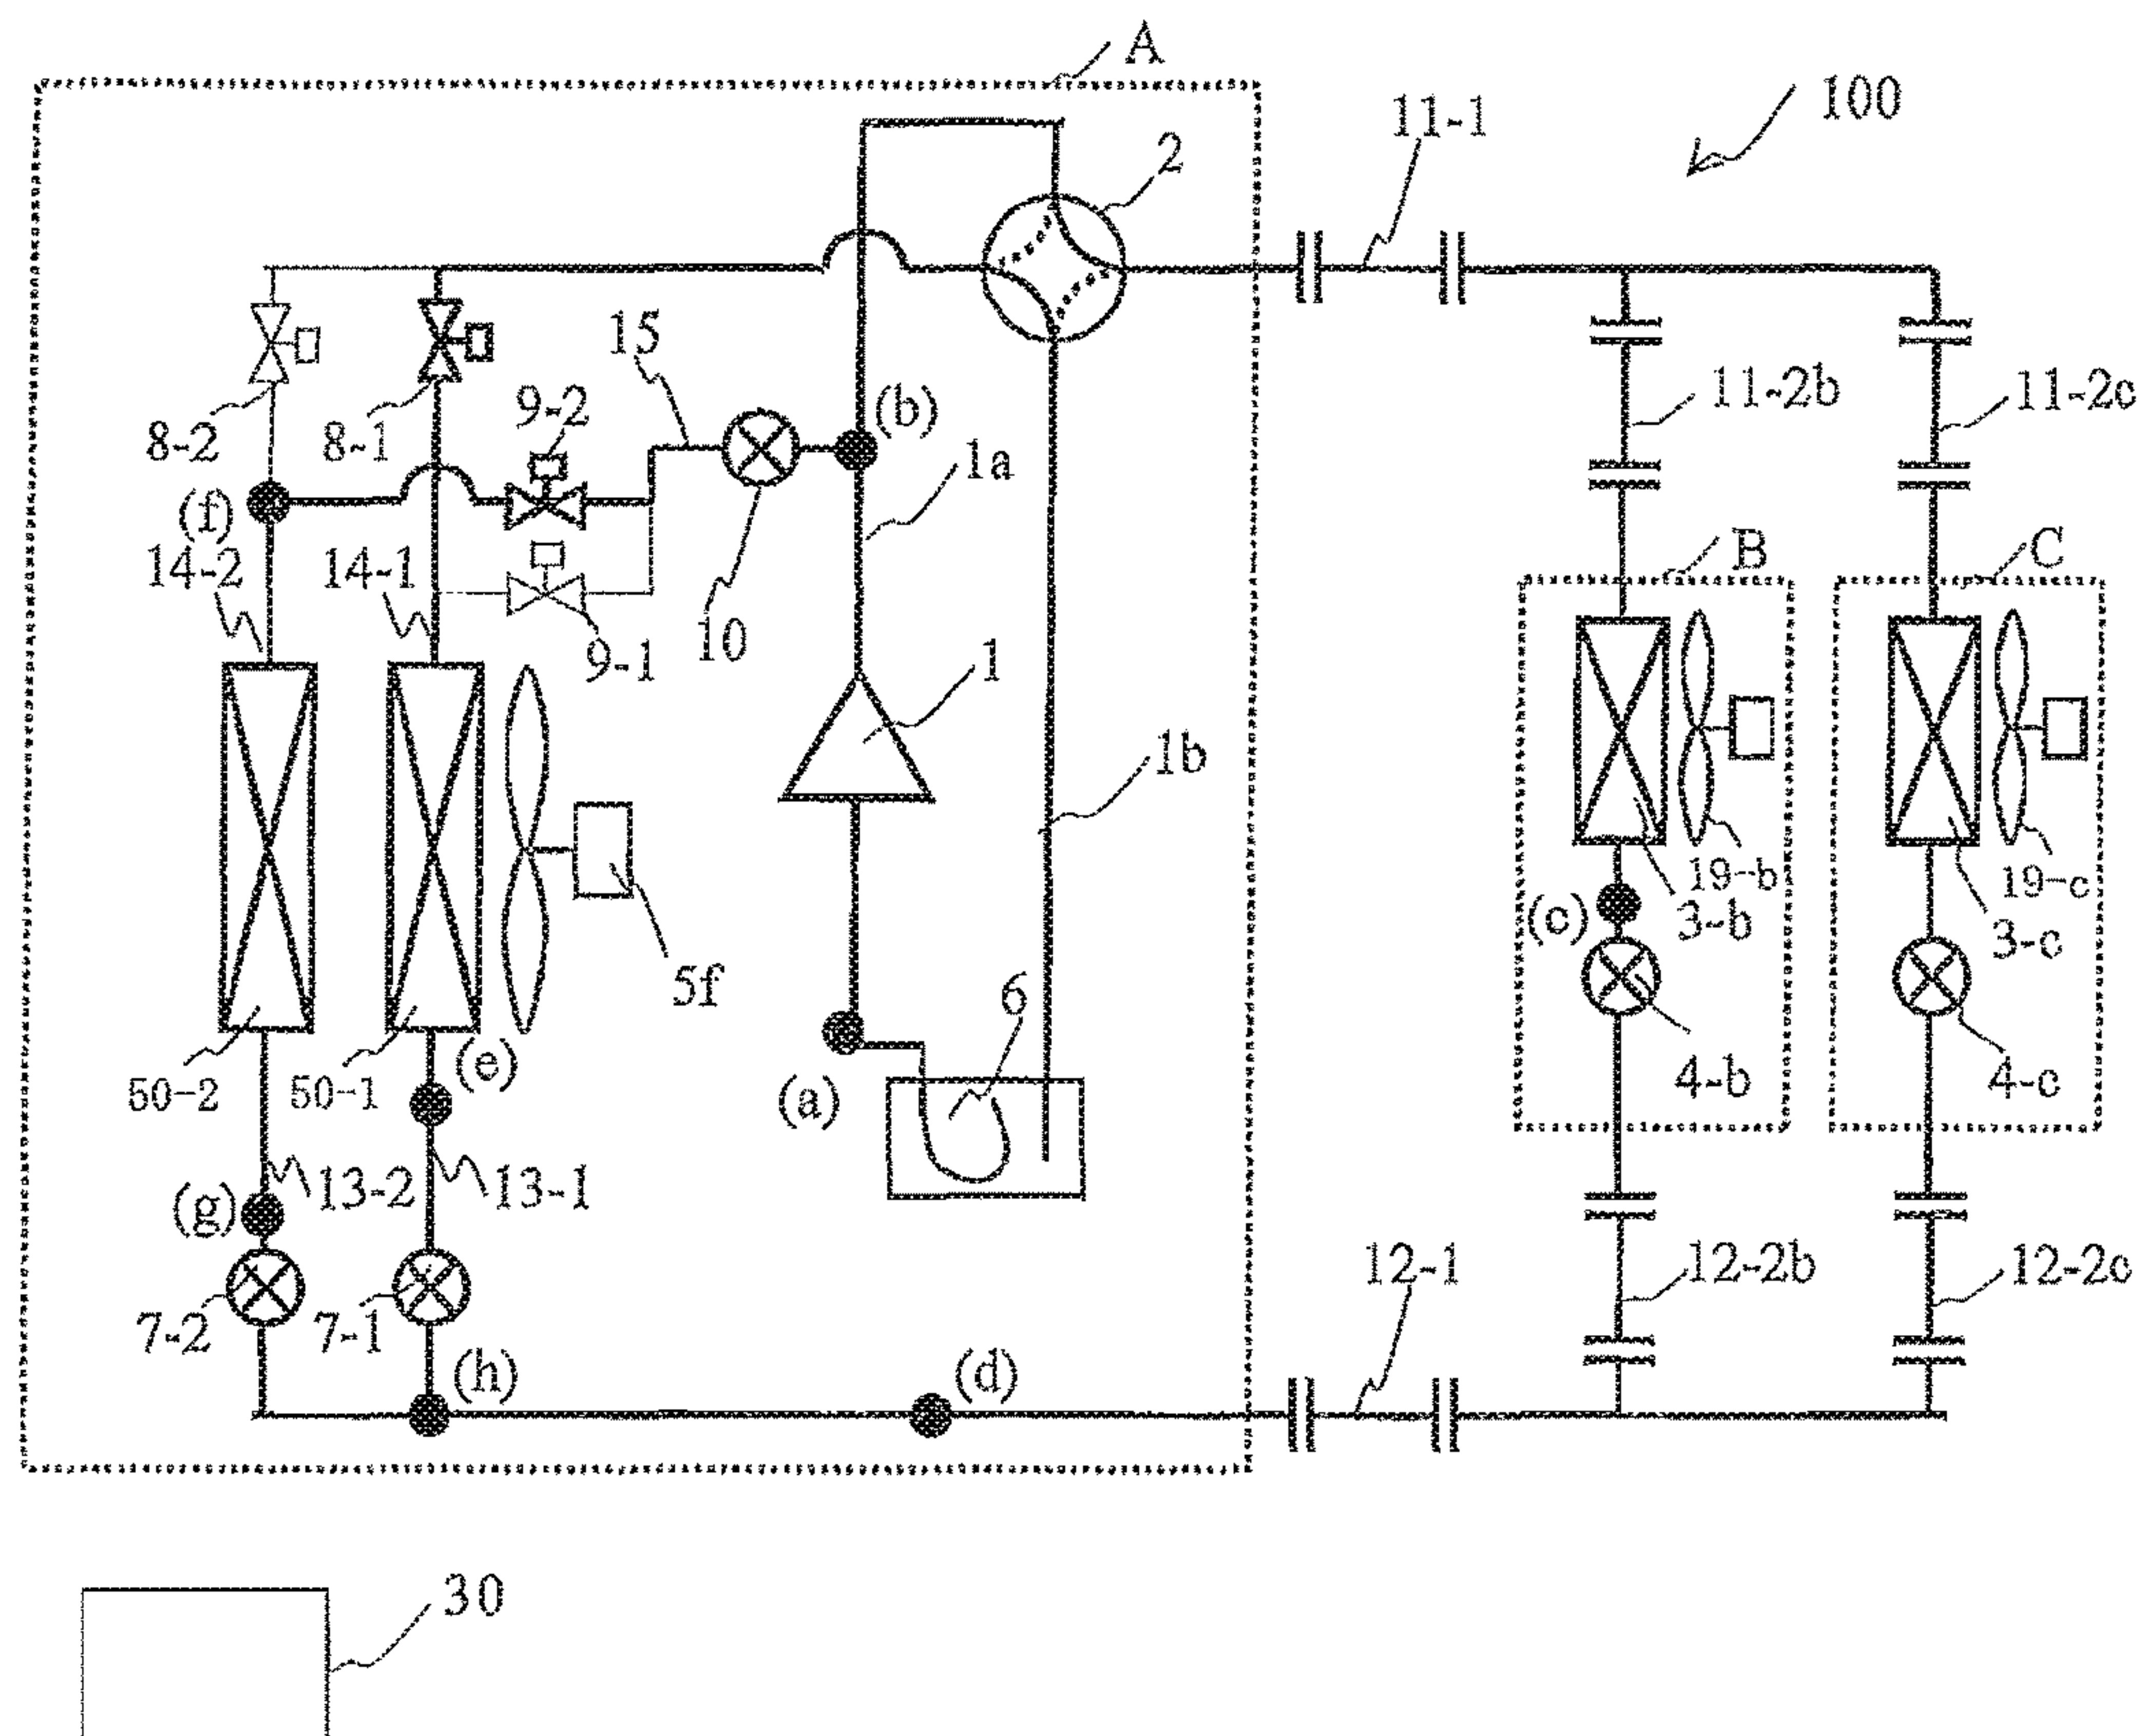 A
100
11-1
2
15
9-2
(b)
11-2b
11-2c
8-2
8-1
1a
(f)
14-2
14-1
B
C
10
9-1
1
1b
19-b
19-c
3-b
(c)
3-c
5f
6
(e)
50-2
50-1
4-b
4-c
(a)
13-2
13-1
(g)
12-1
12-2b
12-2c
7-2
7-1
(h)
(d)
30